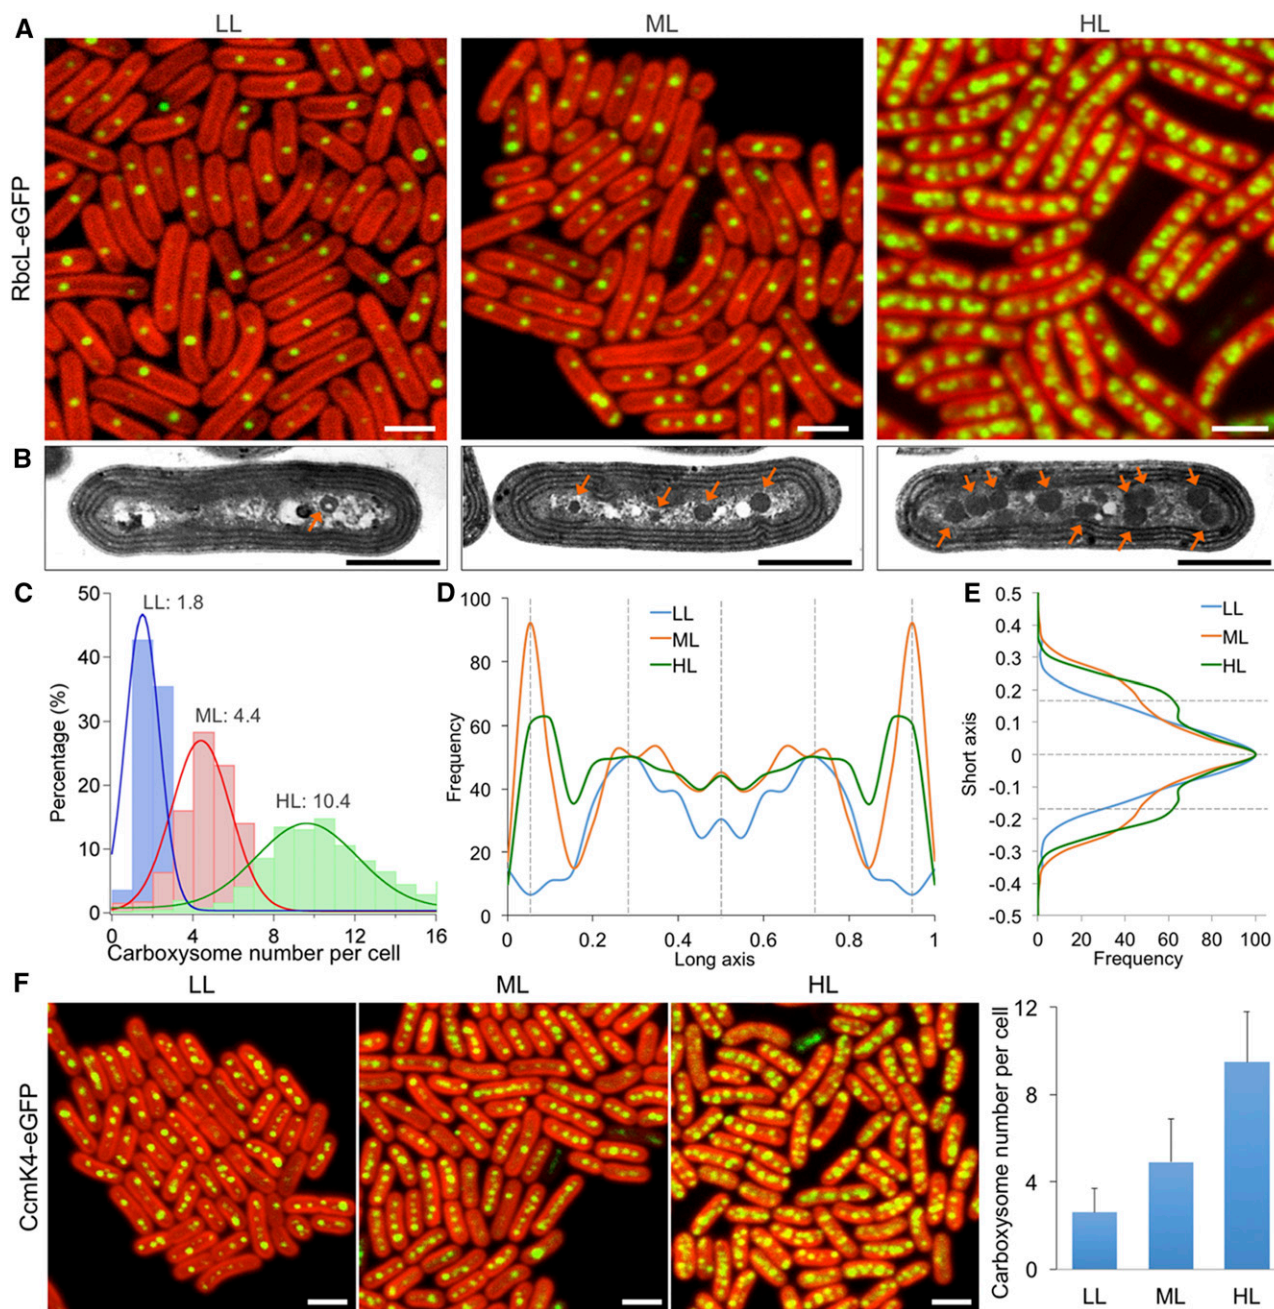 A
LL
ML
HL
RbcL-eGFP
B
C
50
40
30
20
10
0
Percentage (%)
LL: 1.8
ML: 4.4
HL: 10.4
0 4 8 12 16
Carboxysome number per cell
D
100
80
60
40
20
0
Frequency
LL
ML
HL
0 0.2 0.4 0.6 0.8 1
Long axis
E
0.5
0.4
0.3
0.2
0.1
0
-0.1
-0.2
-0.3
-0.4
-0.5
Short axis
LL
ML
HL
0 20 40 60 80 100
Frequency
F
LL
ML
HL
CcmK4-eGFP
Carboxysome number per cell
12
8
4
0
LL ML HL